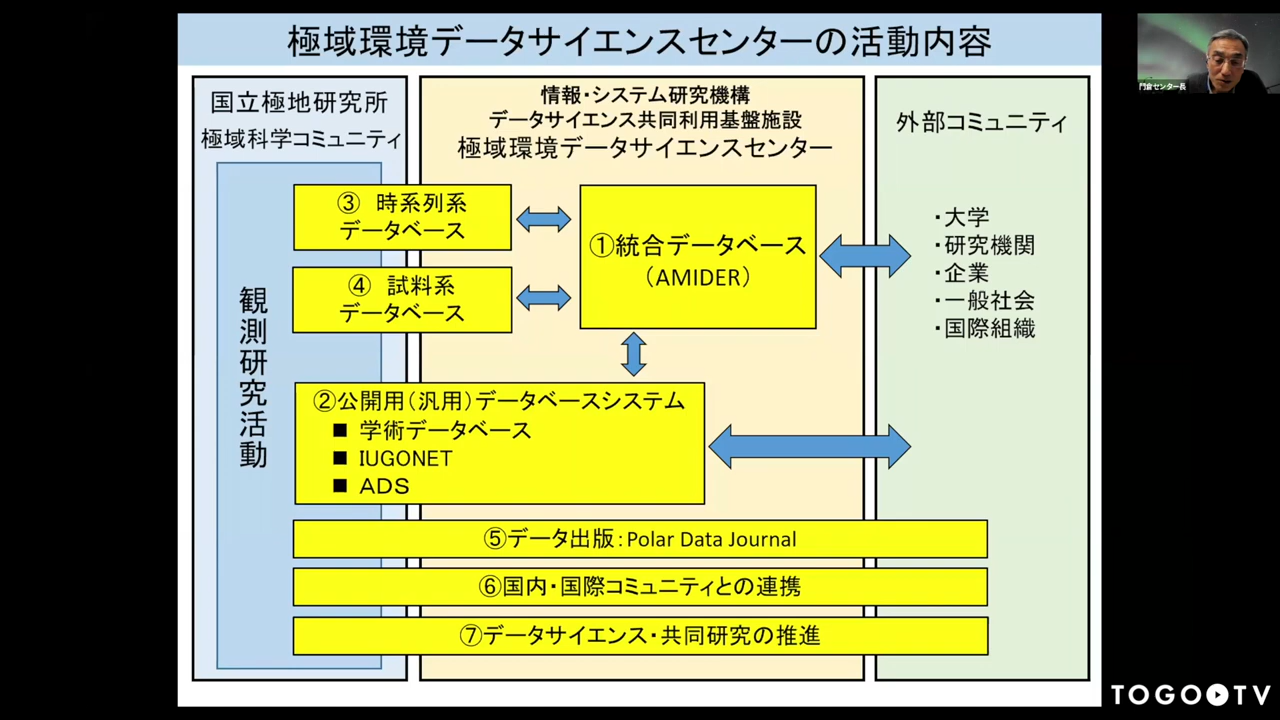 極域環境データサイエンスセンターの活動内容
国立極地研究所
極域科学コミュニティ
観測研究活動
③ 時系列系
データベース
④ 試料系
データベース
情報・システム研究機構
データサイエンス共同利用基盤施設
極域環境データサイエンスセンター
①統合データベース
（AMIDER）
②公開用（汎用）データベースシステム
■ 学術データベース
■ IUGONET
■ ADS
外部コミュニティ
・大学
・研究機関
・企業
・一般社会
・国際組織
⑤データ出版：Polar Data Journal
⑥国内・国際コミュニティとの連携
⑦データサイエンス・共同研究の推進
門倉センター長
TOGO TV